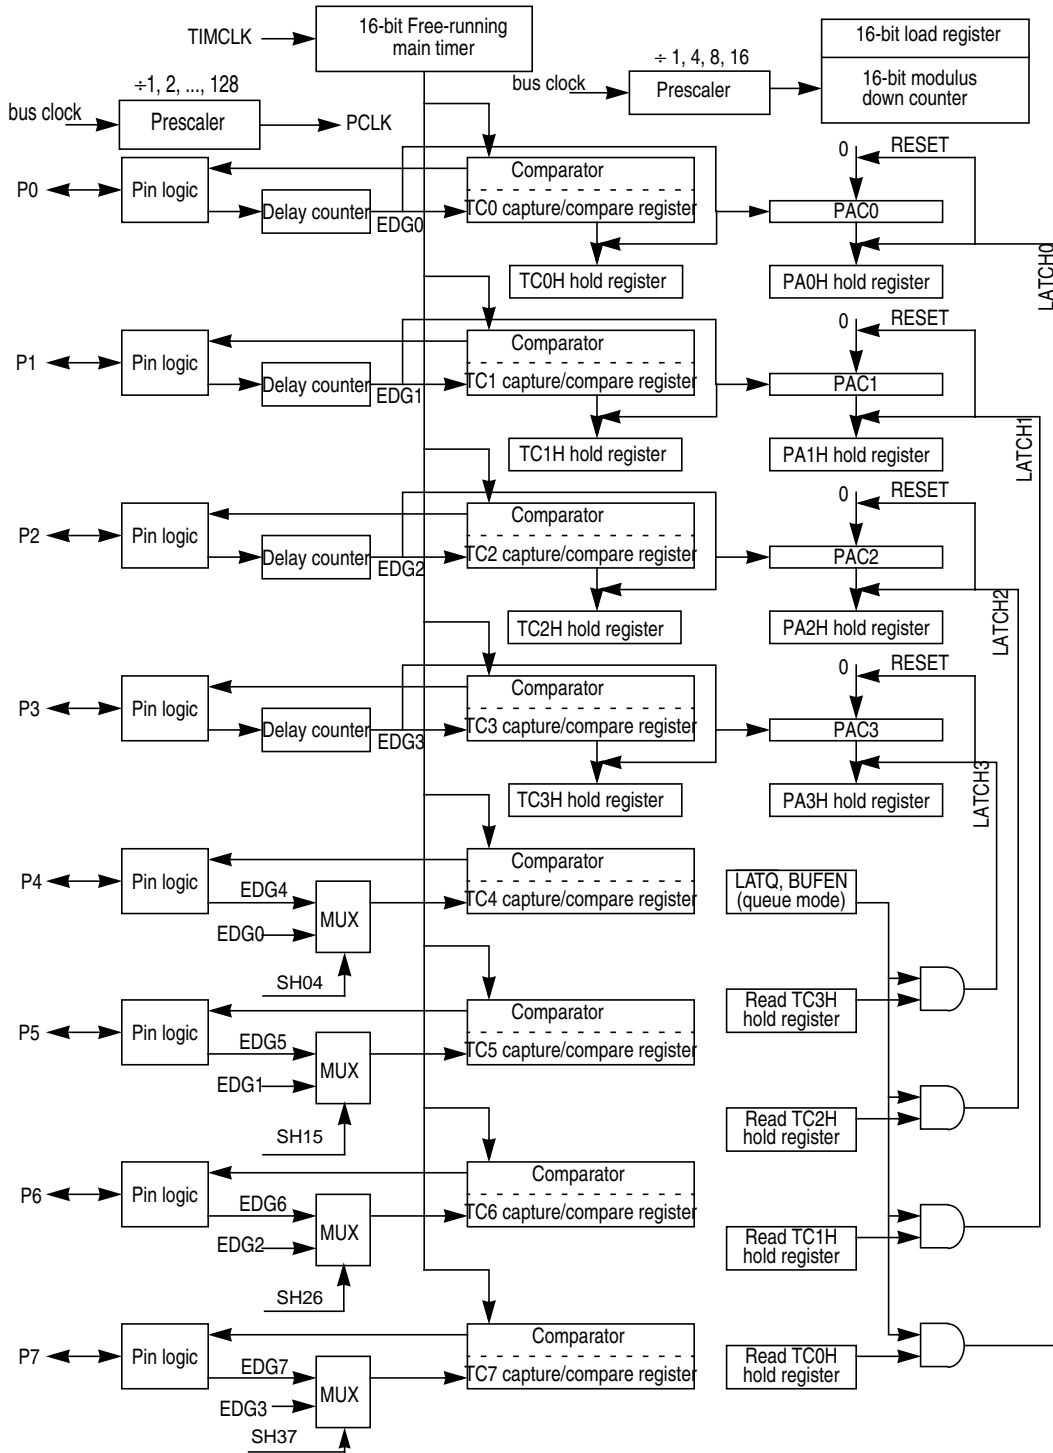 TIMCLK
16-bit Free-running
main timer
16-bit load register
÷ 1, 4, 8, 16
bus clock
Prescaler
16-bit modulus
down counter
÷1, 2, ..., 128
bus clock
Prescaler
PCLK
P0
Pin logic
Delay counter
EDG0
Comparator
TC0 capture/compare register
TC0H hold register
0
RESET
PAC0
PA0H hold register
LATCH0
P1
Pin logic
Delay counter
EDG1
Comparator
TC1 capture/compare register
TC1H hold register
0
RESET
PAC1
PA1H hold register
LATCH1
P2
Pin logic
Delay counter
EDG2
Comparator
TC2 capture/compare register
TC2H hold register
0
RESET
PAC2
PA2H hold register
LATCH2
P3
Pin logic
Delay counter
EDG3
Comparator
TC3 capture/compare register
TC3H hold register
0
RESET
PAC3
PA3H hold register
LATCH3
P4
Pin logic
EDG4
EDG0
MUX
SH04
Comparator
TC4 capture/compare register
LATQ, BUFEN
(queue mode)
P5
Pin logic
EDG5
EDG1
MUX
SH15
Comparator
TC5 capture/compare register
Read TC3H
hold register
Read TC2H
hold register
P6
Pin logic
EDG6
EDG2
MUX
SH26
Comparator
TC6 capture/compare register
Read TC1H
hold register
P7
Pin logic
EDG7
EDG3
MUX
SH37
Comparator
TC7 capture/compare register
Read TC0H
hold register